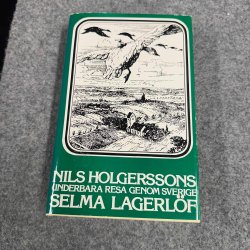 NILS HOLGERSSONS
UNDERBARA RESA GENOM SVERIGE
SELMA LAGERLÖF